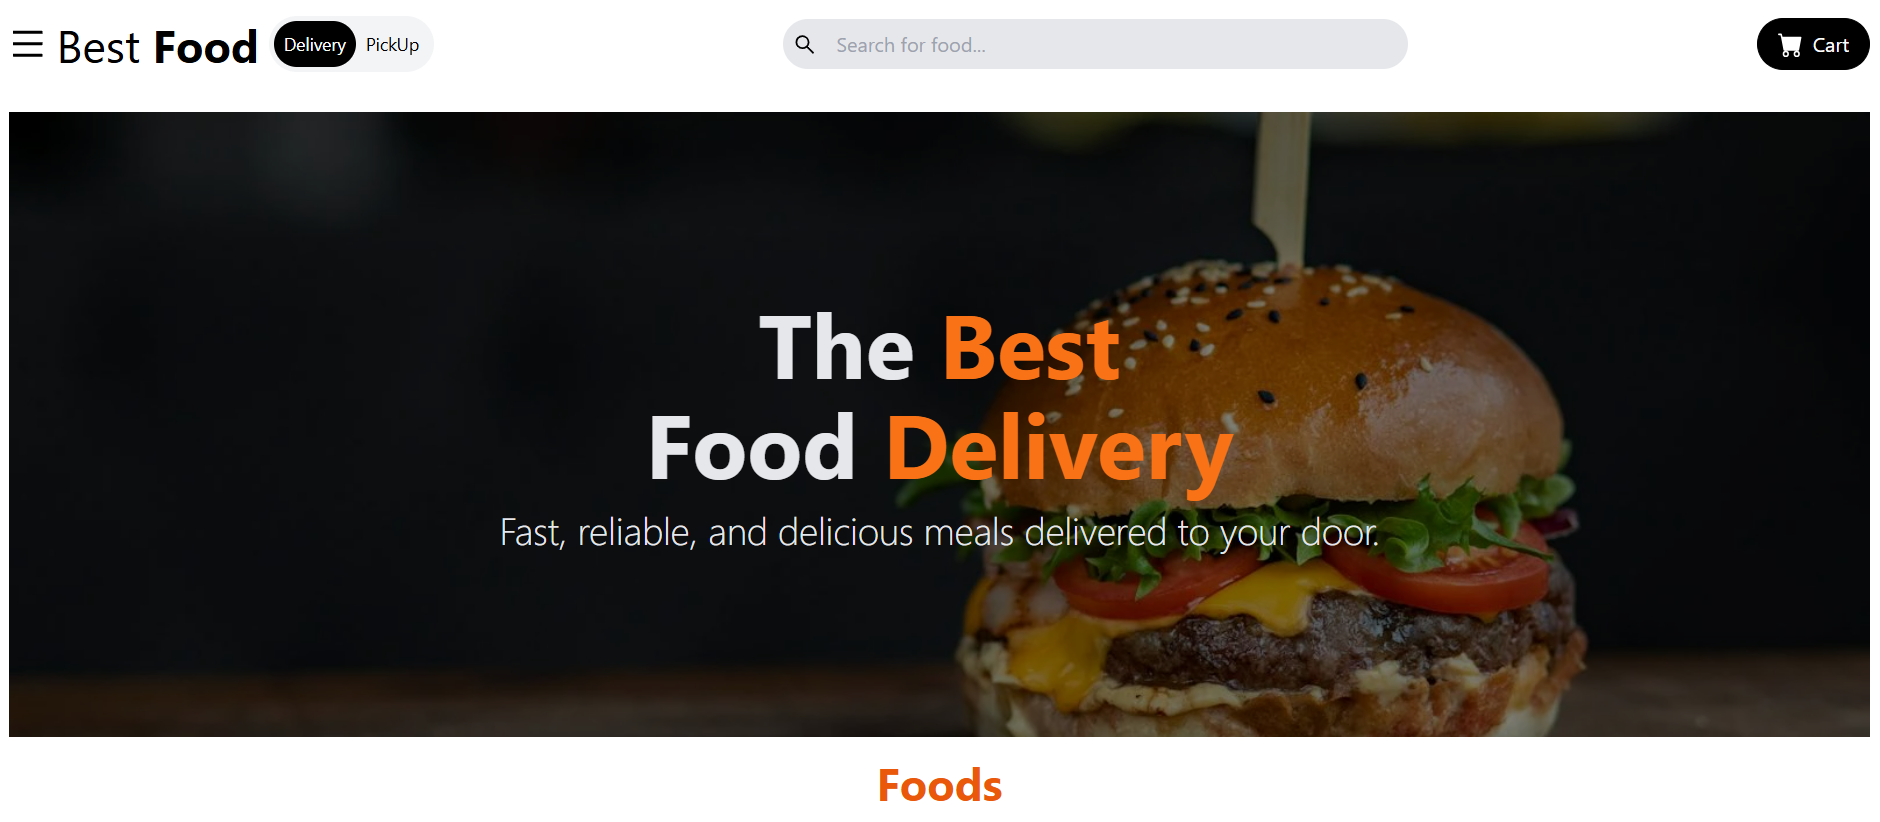 Best Food
Delivery PickUp
Search for food...
Cart
The Best
Food Delivery
Fast, reliable, and delicious meals delivered to your door.
Foods